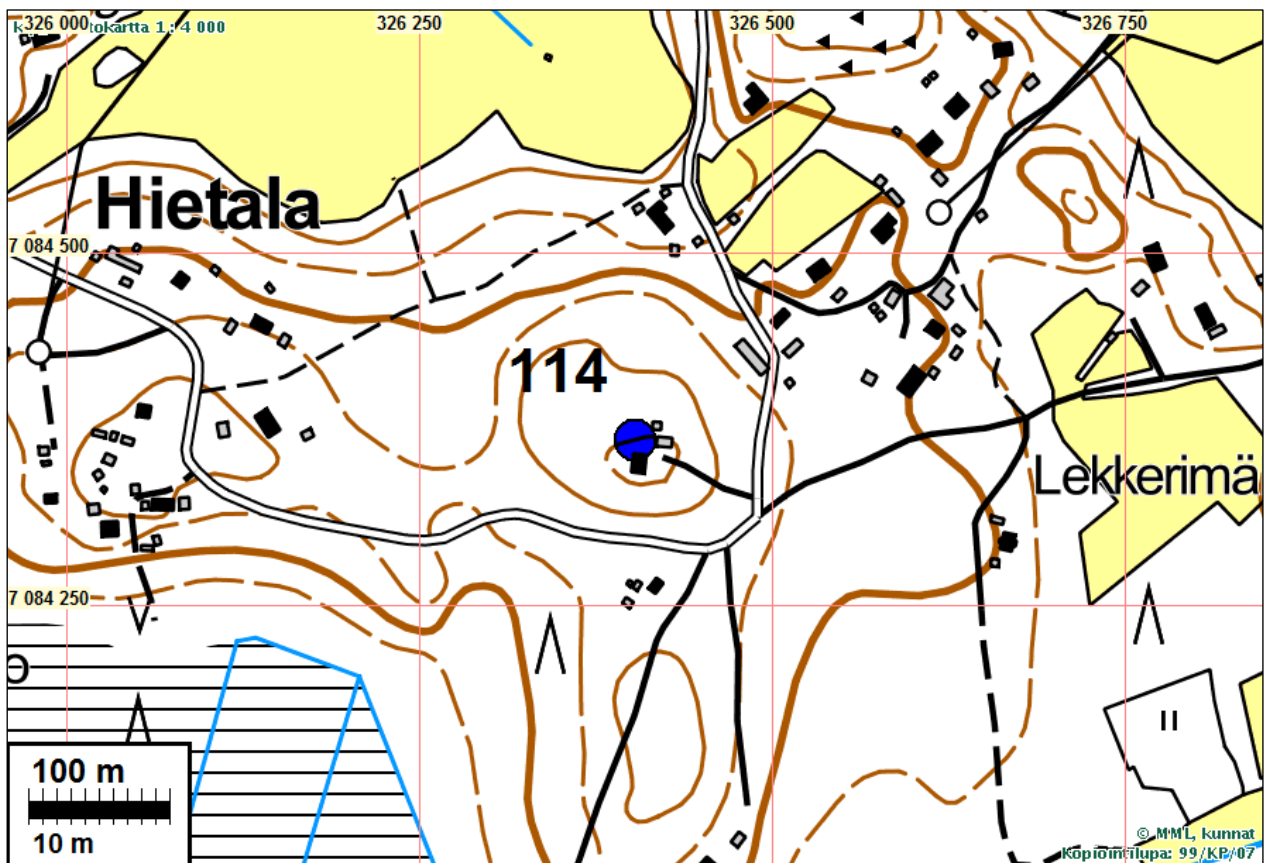 326 000
326 250
326 500
326 750
tokartta 1 : 4 000
Hietala
7 084 500
114
Lekkerimä
7 084 250
100 m
10 m
© MML, kunnat
Kopiointilupa: 99/KP/07